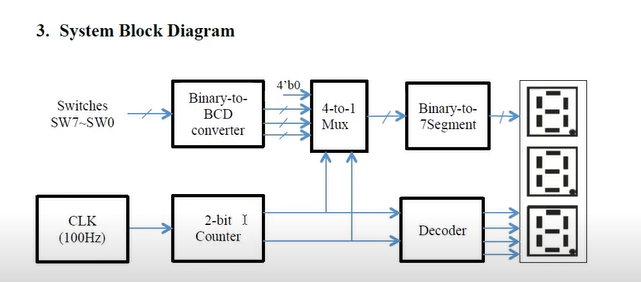 3. System Block Diagram
Switches
SW7~SW0
Binary-to-
BCD
converter
4'b0
4-to-1
Mux
Binary-to-
7Segment
CLK
(100Hz)
2-bit
Counter
Decoder